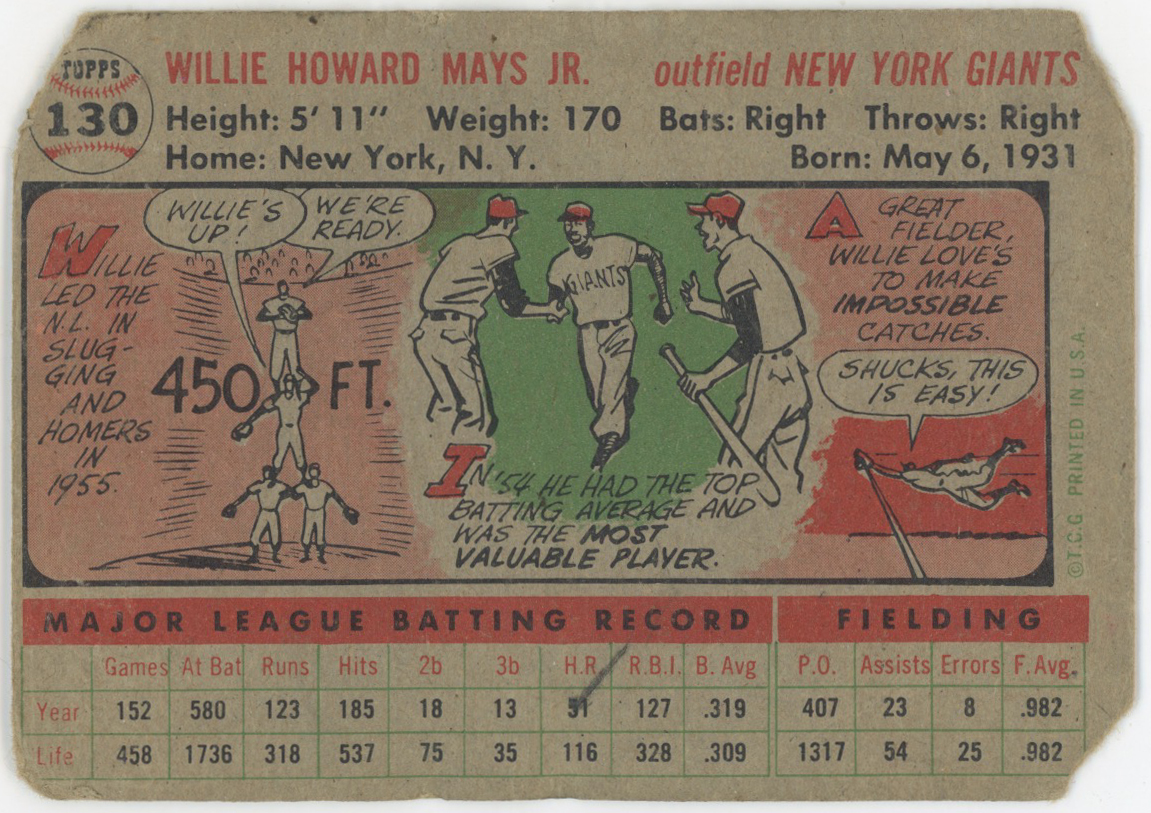 TOPPS
130
WILLIE HOWARD MAYS JR. outfield NEW YORK GIANTS
Height: 5' 11" Weight: 170 Bats: Right Throws: Right
Home: New York, N. Y. Born: May 6, 1931
WILLIE'S
UP!
WE'RE
READY.
WILLIE
LED THE
N.L. IN
SLUG-
GING
AND
HOMERS
IN
1955.
450 FT.
GIANTS
IN '54 HE HAD THE TOP
BATTING AVERAGE AND
WAS THE MOST
VALUABLE PLAYER.
A GREAT
FIELDER,
WILLIE LOVE'S
TO MAKE
IMPOSSIBLE
CATCHES.
SHUCKS, THIS
IS EASY!
©T.C.G. PRINTED IN U.S.A.
MAJOR LEAGUE BATTING RECORD FIELDING
Games At Bat Runs Hits 2b 3b H.R. R.B.I. B. Avg P.O. Assists Errors F. Avg.
Year 152 580 123 185 18 13 51 127 .319 407 23 8 .982
Life 458 1736 318 537 75 35 116 328 .309 1317 54 25 .982